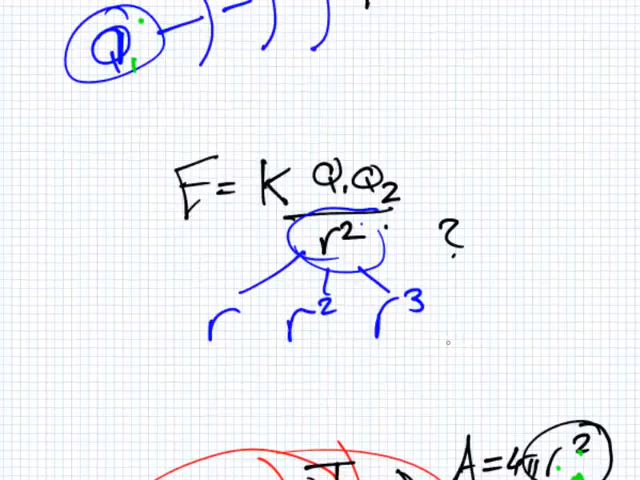 Q
F = K Q₁Q₂ / r² ?
r r² r³
A = 4πr²